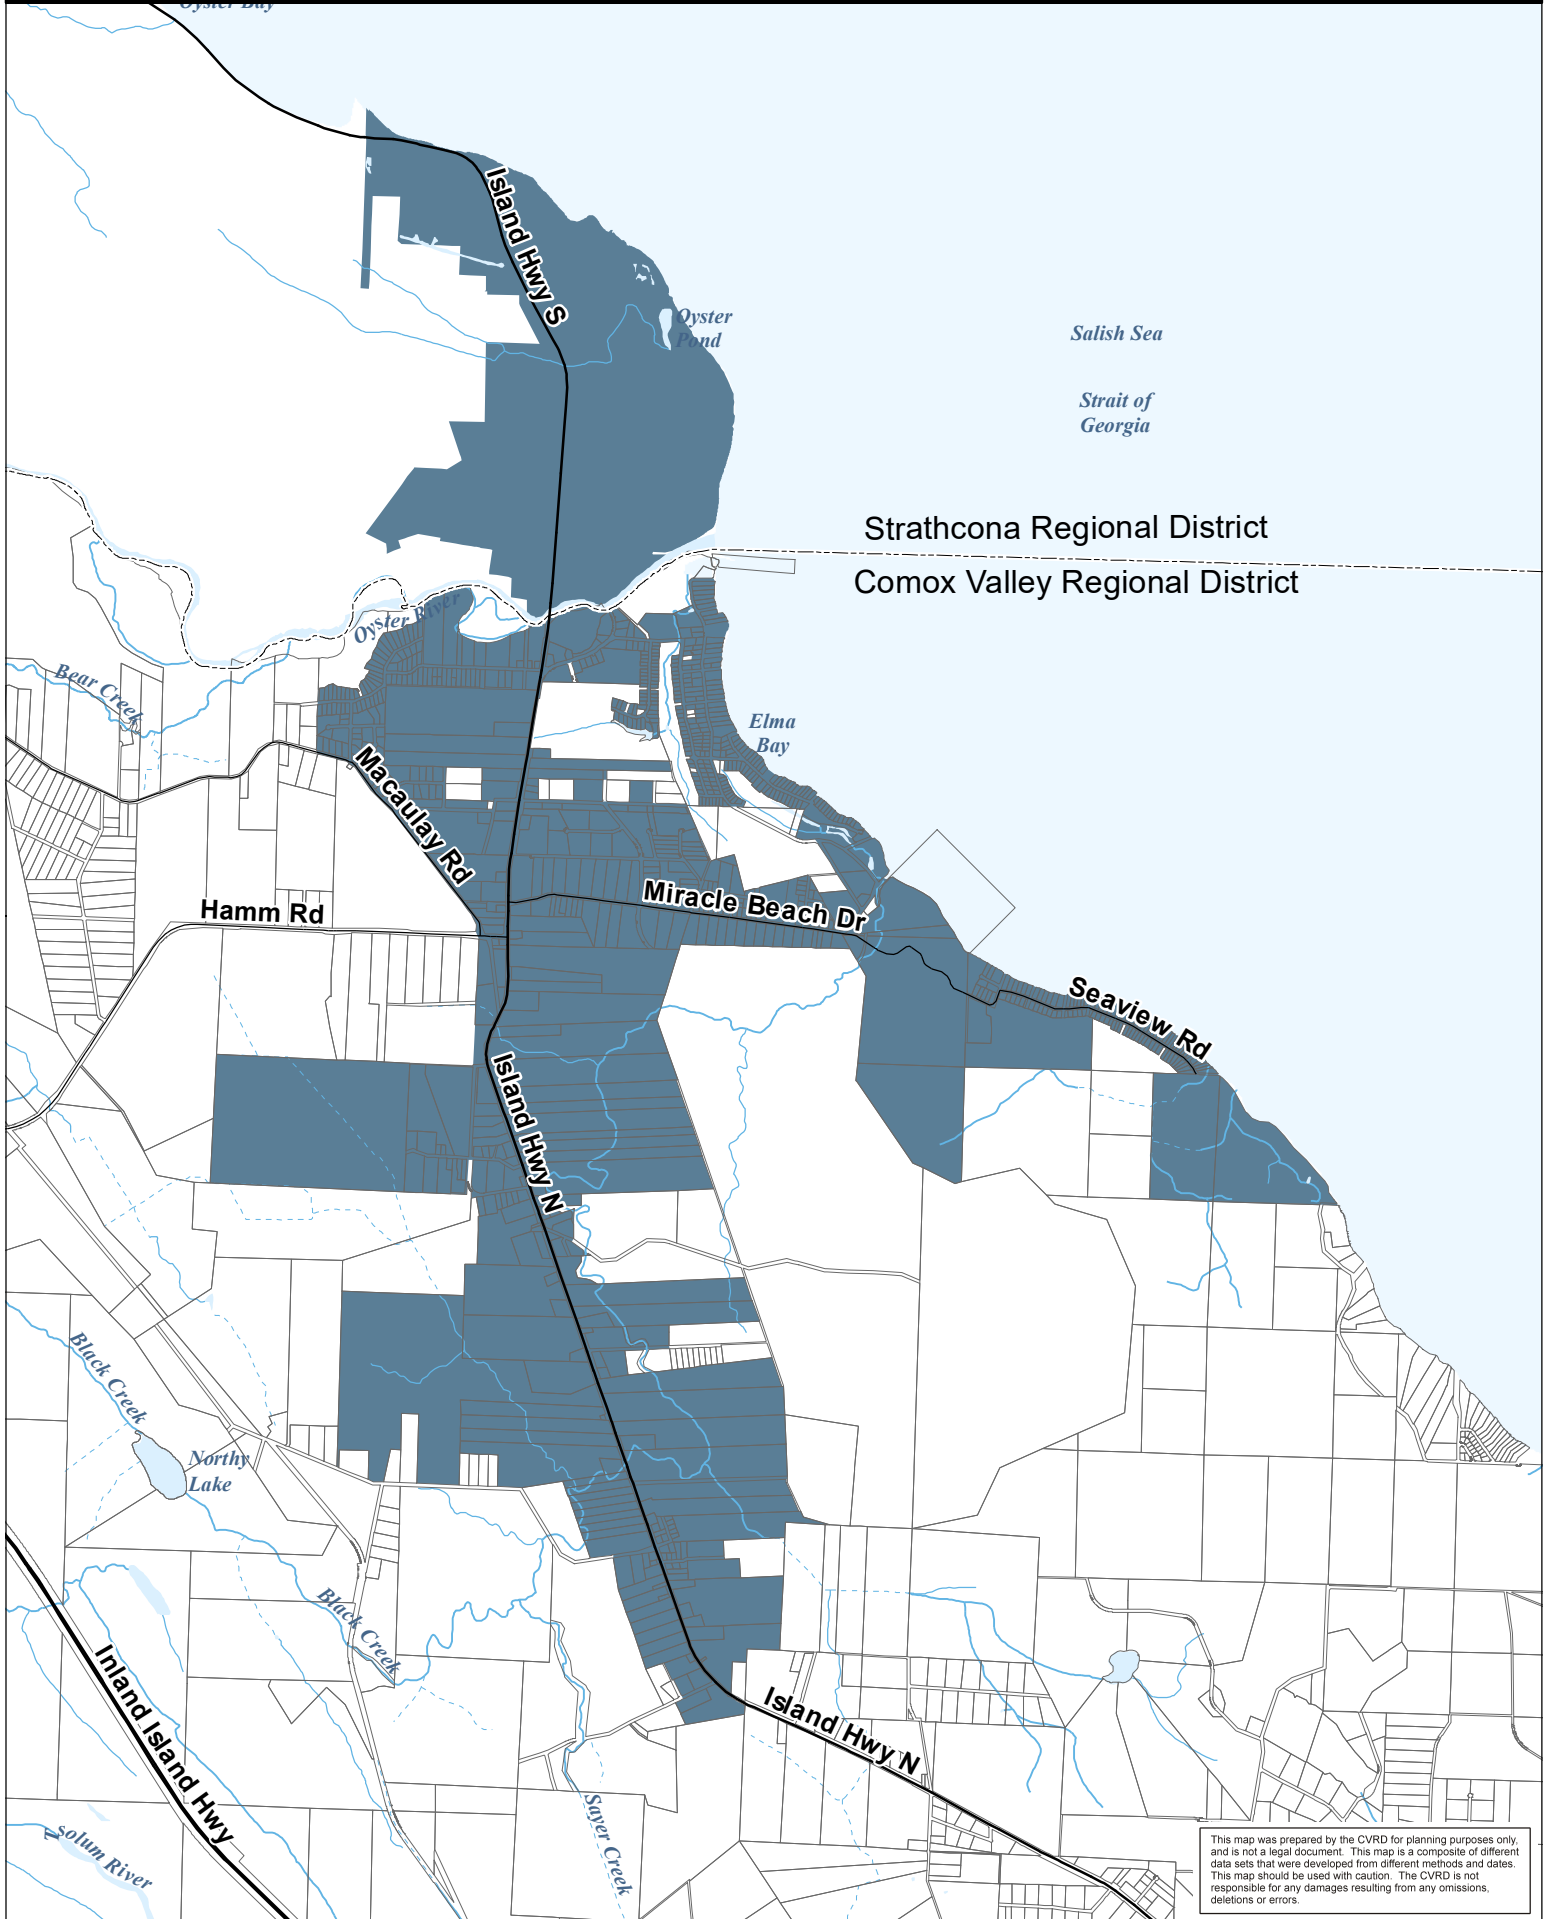 Oyster Bay
Island Hwy S
Oyster
Pond
Salish Sea
Strait of
Georgia
Strathcona Regional District
Comox Valley Regional District
Oyster River
Bear Creek
Elma
Bay
Macaulay Rd
Hamm Rd
Miracle Beach Dr
Seaview Rd
Island Hwy N
Black Creek
Northy
Lake
Black Creek
Inland Island Hwy
Island Hwy N
Sayer Creek
Tsolum River
This map was prepared by the CVRD for planning purposes only,
and is not a legal document. This map is a composite of different
data sets that were developed from different methods and dates.
This map should be used with caution. The CVRD is not
responsible for any damages resulting from any omissions,
deletions or errors.